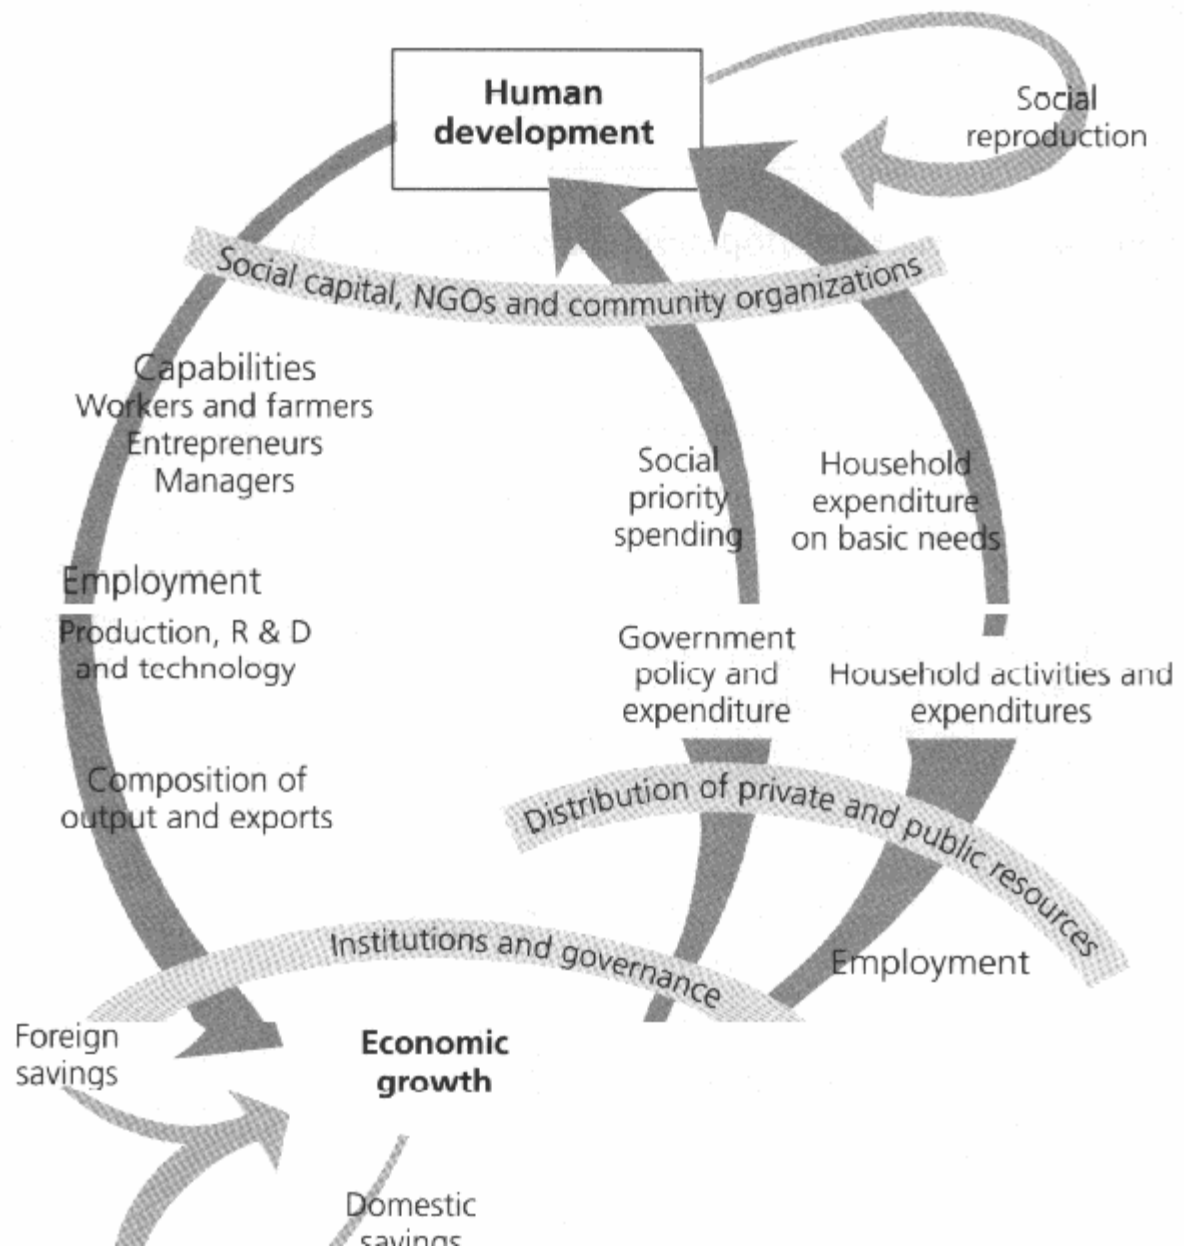 Human
development
Social
reproduction
Social capital, NGOs and community organizations
Capabilities
Workers and farmers
Entrepreneurs
Managers
Social
priority
spending
Household
expenditure
on basic needs
Employment
Production, R & D
and technology
Government
policy and
expenditure
Household activities and
expenditures
Composition of
output and exports
Distribution of private and public resources
Institutions and governance
Employment
Foreign
savings
Economic
growth
Domestic
savings